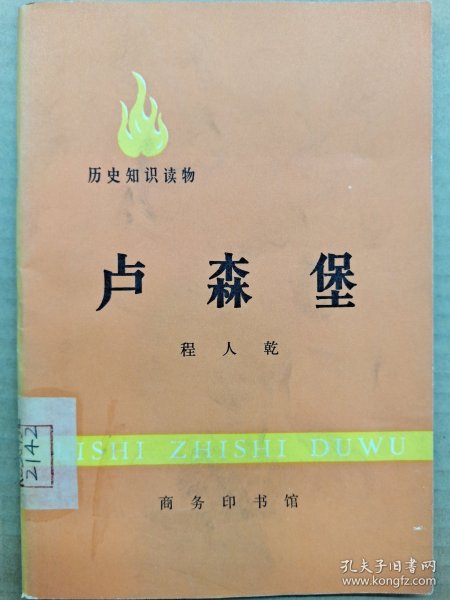 历史知识读物
卢森堡
程人乾
2142
ISHI ZHISHI DUWU
商务印书馆
孔夫子旧书网
www.kongfz.com